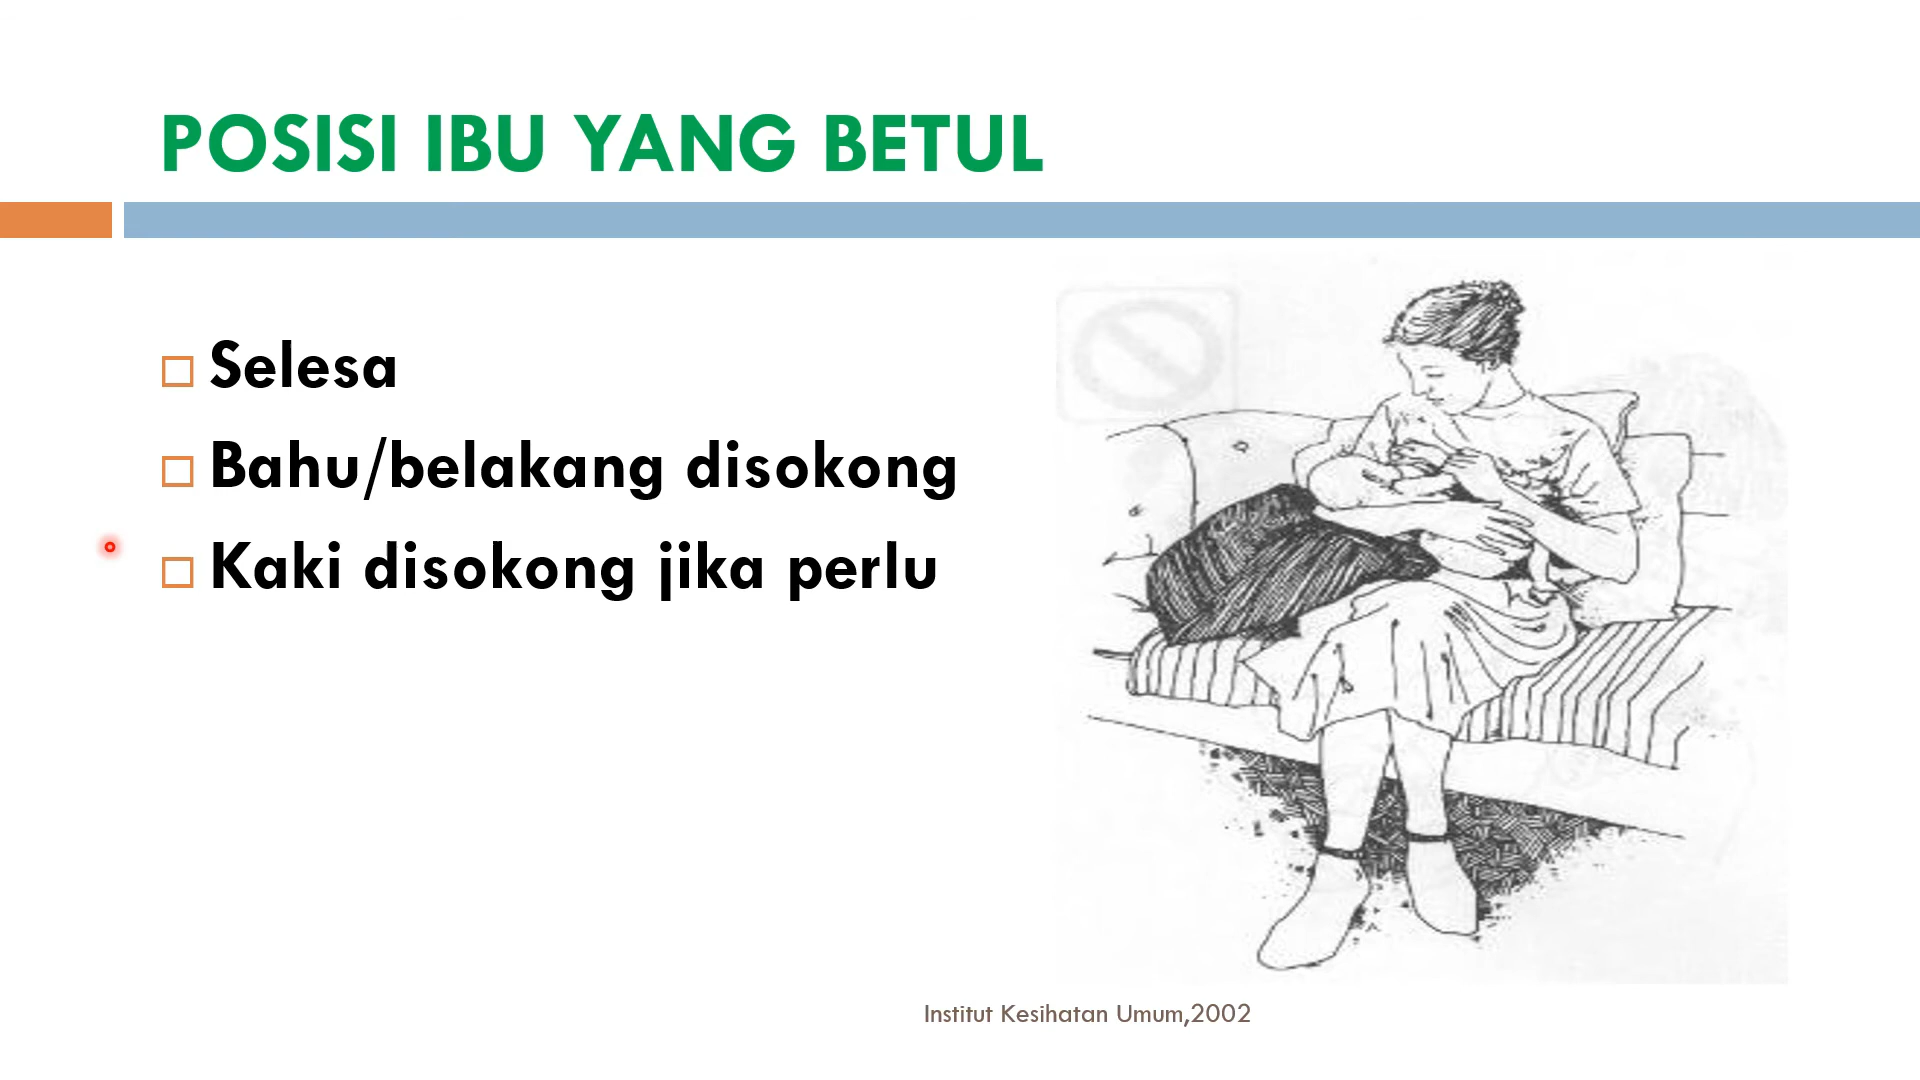 POSISI IBU YANG BETUL
Selesa
Bahu/belakang disokong
Kaki disokong jika perlu
Institut Kesihatan Umum,2002